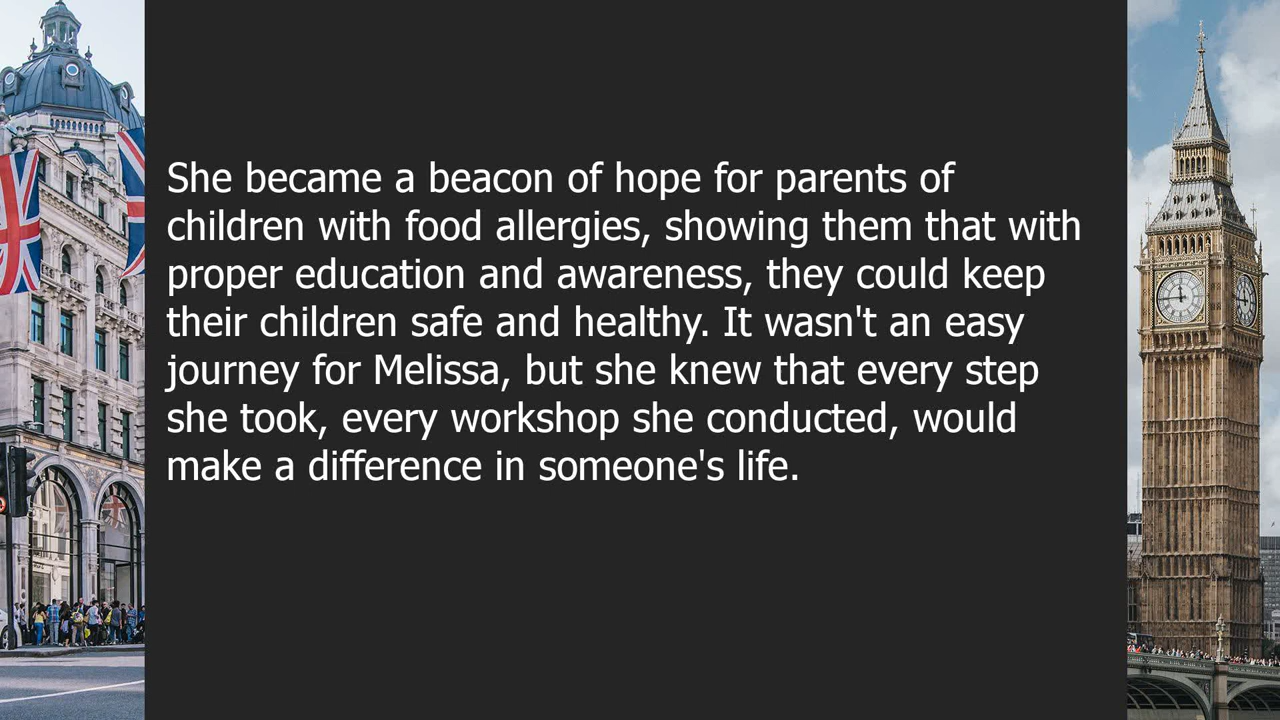 She became a beacon of hope for parents of
children with food allergies, showing them that with
proper education and awareness, they could keep
their children safe and healthy. It wasn't an easy
journey for Melissa, but she knew that every step
she took, every workshop she conducted, would
make a difference in someone's life.